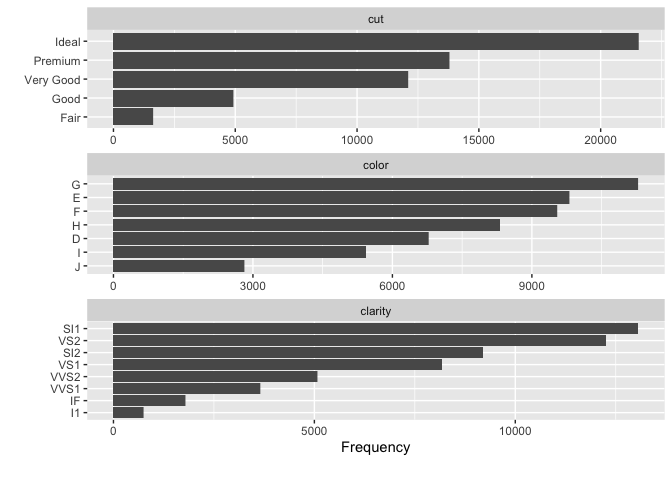 cut
Ideal
Premium
Very Good
Good
Fair
0 5000 10000 15000 20000
color
G
E
F
H
D
I
J
0 3000 6000 9000
clarity
SI1
VS2
SI2
VS1
VVS2
VVS1
IF
I1
0 5000 10000
Frequency